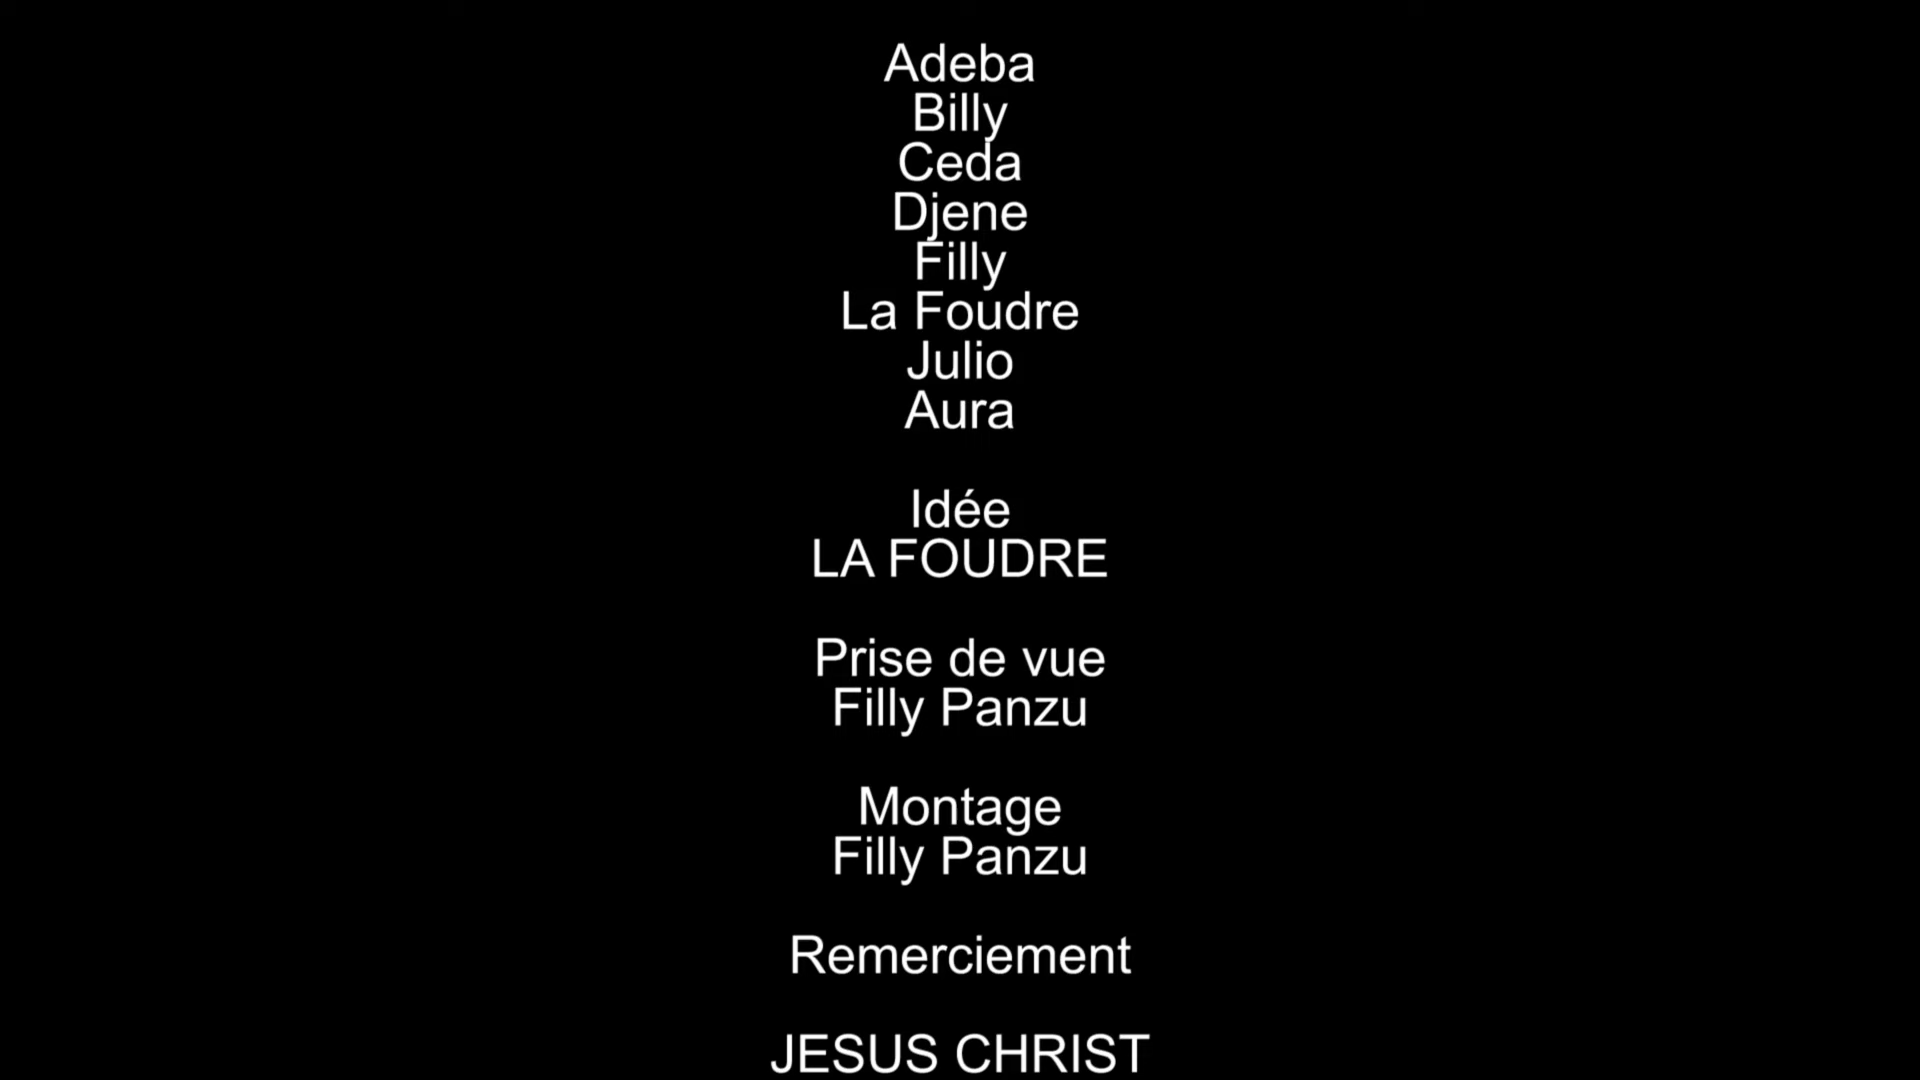 Adeba
Billy
Ceda
Djene
Filly
La Foudre
Julio
Aura
Idée
LA FOUDRE
Prise de vue
Filly Panzu
Montage
Filly Panzu
Remerciement
JESUS CHRIST